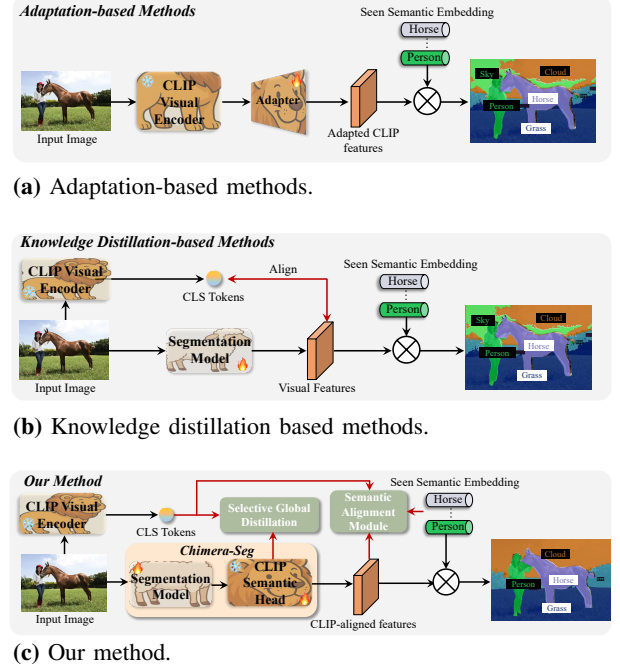 Adaptation-based Methods
Seen Semantic Embedding
Horse
Person
CLIP
Visual
Encoder
Adapter
Input Image
Adapted CLIP
features
Sky
Cloud
Person
Horse
Grass
(a) Adaptation-based methods.
Knowledge Distillation-based Methods
CLIP Visual
Encoder
CLS Tokens
Align
Seen Semantic Embedding
Horse
Person
Segmentation
Model
Input Image
Visual Features
Sky
Cloud
Person
Horse
Grass
(b) Knowledge distillation based methods.
Our Method
CLIP Visual
Encoder
CLS Tokens
Selective Global
Distillation
Semantic
Alignment
Module
Seen Semantic Embedding
Horse
Person
Chimera-Seg
Segmentation
Model
CLIP
Semantic
Head
Input Image
CLIP-aligned features
Cloud
Person
Horse
Grass
(c) Our method.